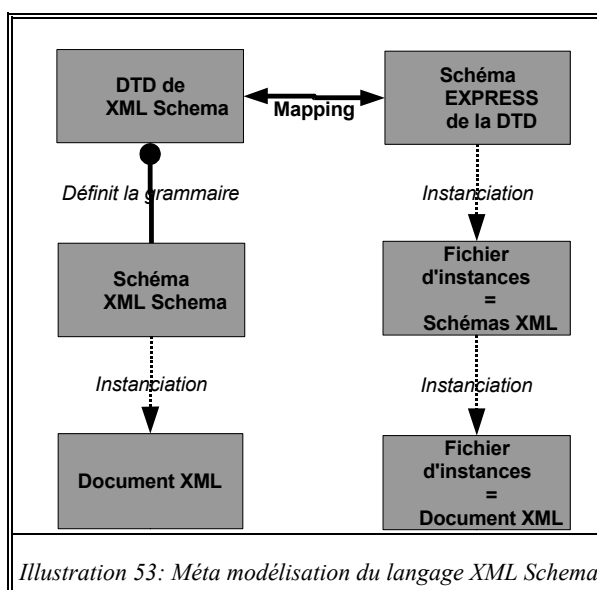 DTD de
XML Schema
Mapping
Schéma
EXPRESS
de la DTD
Définit la grammaire
Instanciation
Schéma
XML Schema
Fichier
d'instances
=
Schémas XML
Instanciation
Instanciation
Document XML
Fichier
d'instances
=
Document XML
Illustration 53: Méta modélisation du langage XML Schema